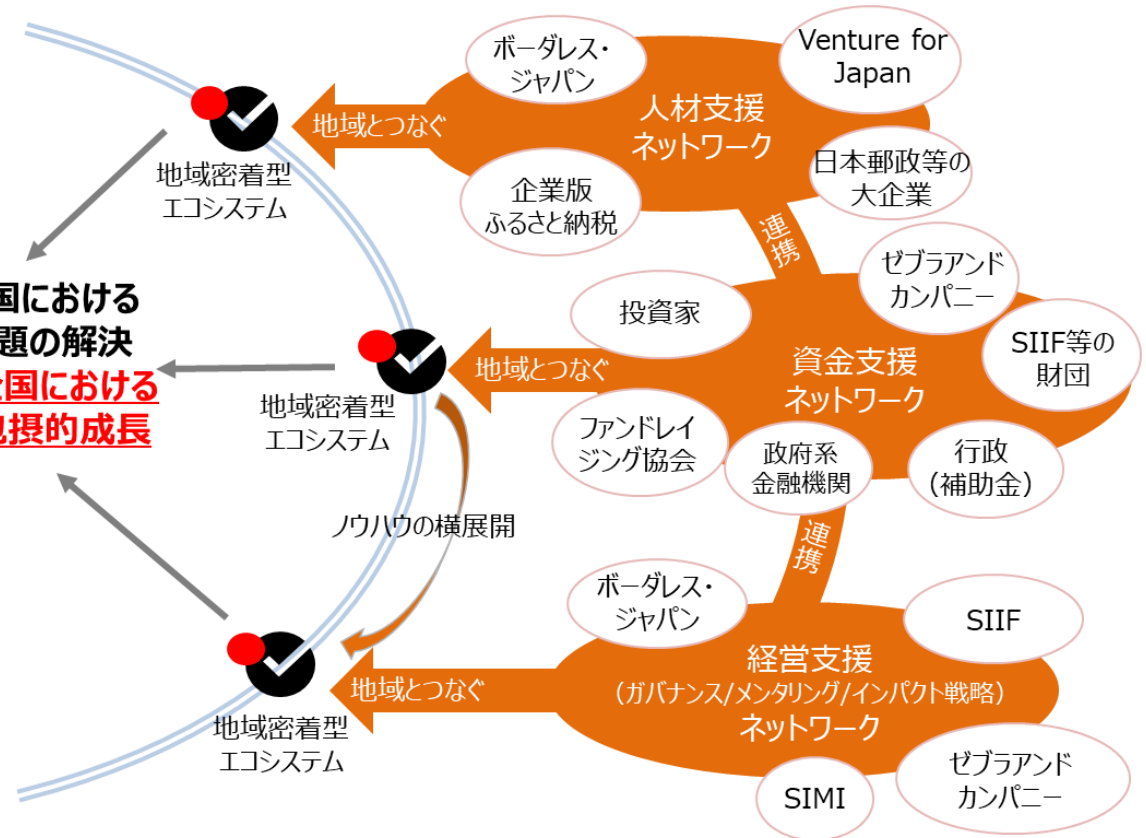 ボーダレス・
ジャパン
Venture for
Japan
人材支援
ネットワーク
企業版
ふるさと納税
日本郵政等の
大企業
地域とつなぐ
地域密着型
エコシステム
連携
国における
題の解決
全国における
包摂的成長
投資家
ゼブラアンド
カンパニー
SIIF等の
財団
資金支援
ネットワーク
ファンドレイ
ジング協会
政府系
金融機関
行政
（補助金）
地域とつなぐ
地域密着型
エコシステム
ノウハウの横展開
連携
ボーダレス・
ジャパン
SIIF
経営支援
（ガバナンス/メンタリング/インパクト戦略）
ネットワーク
SIMI
ゼブラアンド
カンパニー
地域とつなぐ
地域密着型
エコシステム